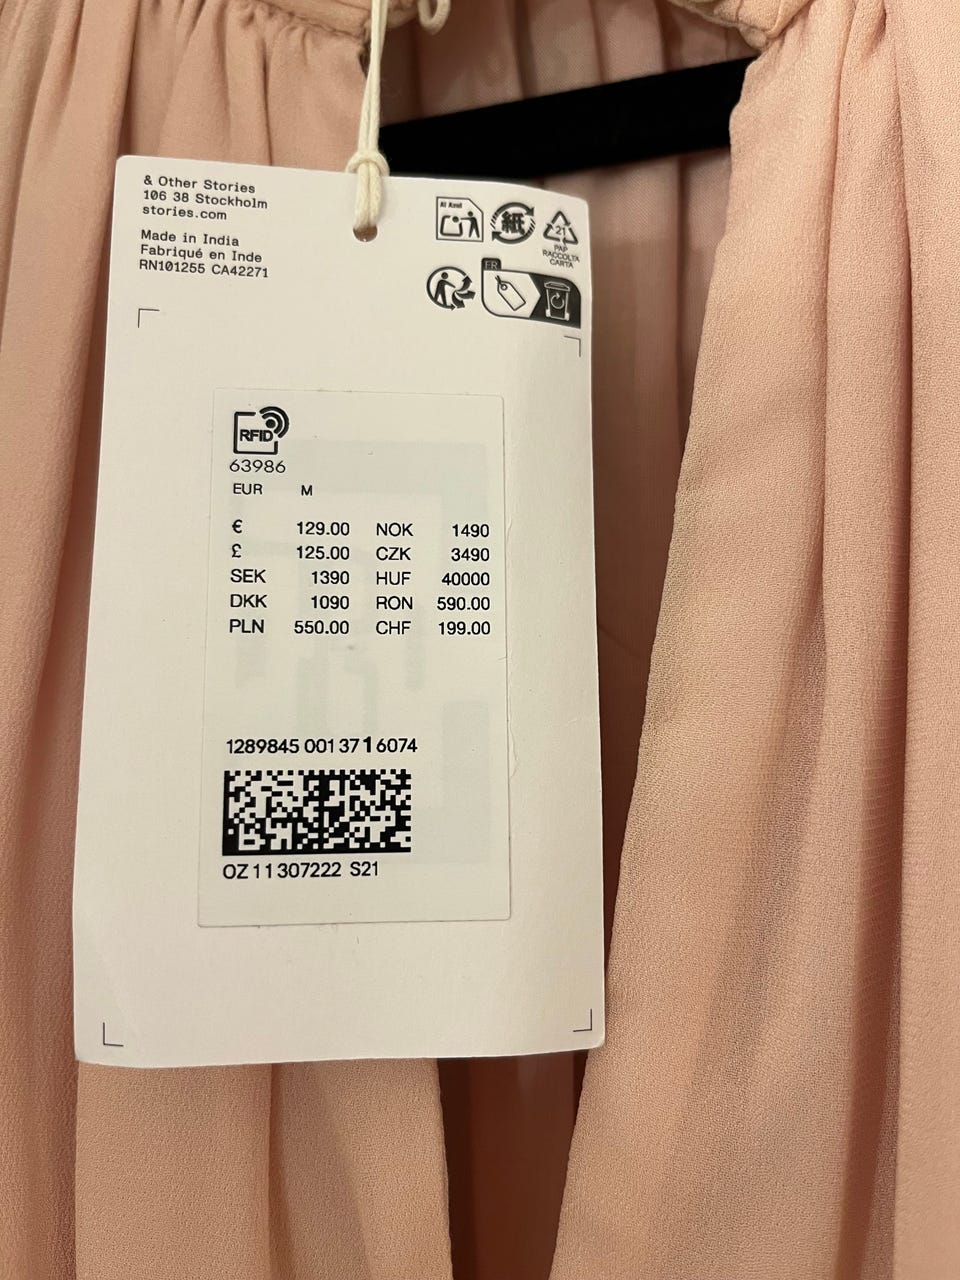 & Other Stories
106 38 Stockholm
stories.com
Made in India
Fabriqué en Inde
RN101255 CA42271
Al Azul
紙
21
PAP
RACCOLTA
CARTA
FR
RFID
63986
EUR M
€ 129.00 NOK 1490
£ 125.00 CZK 3490
SEK 1390 HUF 40000
DKK 1090 RON 590.00
PLN 550.00 CHF 199.00
1289845 001 37 1 6074
OZ 11 307222 S21